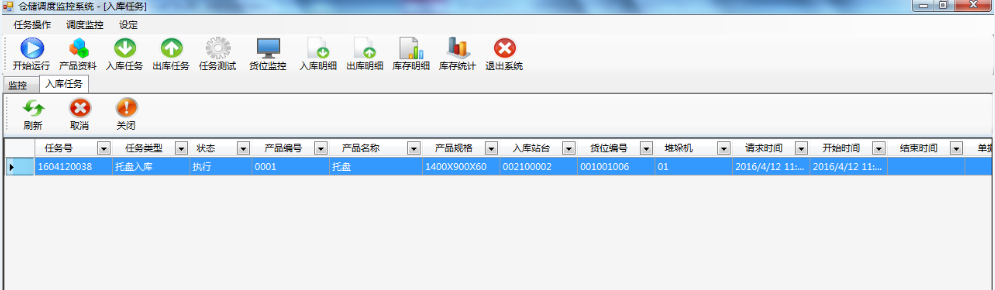 仓储调度监控系统 - [入库任务]
任务操作 调度监控 设定
开始运行 产品资料 入库任务 出库任务 任务测试 货位监控 入库明细 出库明细 库存明细 库存统计 退出系统
监控 入库任务
刷新 取消 关闭
任务号 任务类型 状态 产品编号 产品名称 产品规格 入库站台 货位编号 堆垛机 请求时间 开始时间 结束时间 单据
1604120038 托盘入库 执行 0001 托盘 1400X900X60 002100002 001001006 01 2016/4/12 11:... 2016/4/12 11:...